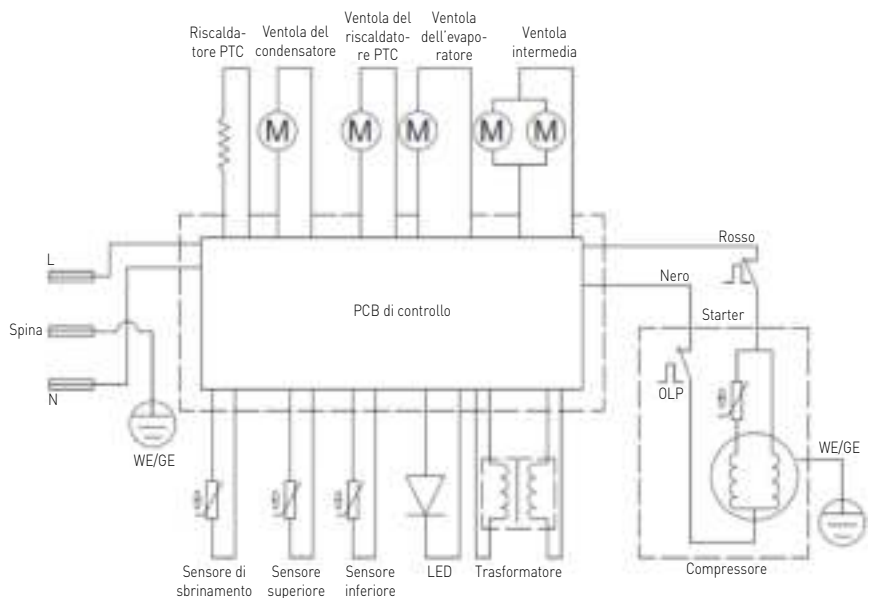 Riscalda-
tore PTC
Ventola del
condensatore
Ventola del
riscaldato-
re PTC
Ventola
dell'evapo-
ratore
Ventola
intermedia
M
M
M
M
M
L
Spina
N
WE/GE
PCB di controllo
Rosso
Nero
Starter
OLP
WE/GE
Compressore
Sensore di
sbrinamento
Sensore
superiore
Sensore
inferiore
LED
Trasformatore